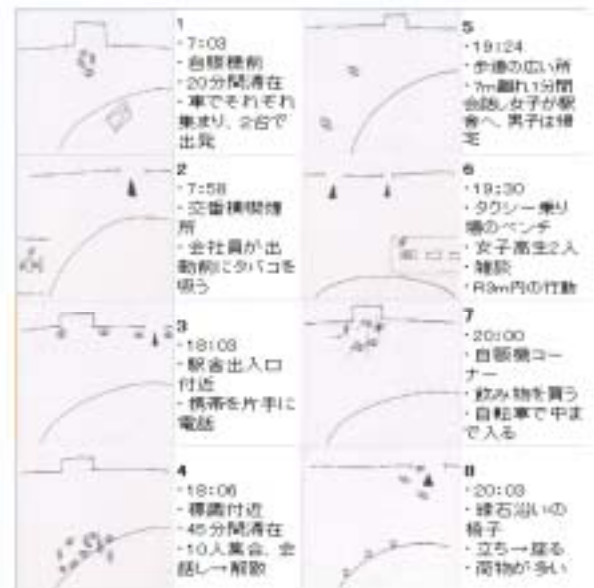 1
・7:03
・自販機前
・20分間滞在
・車でそれぞれ
集まり、2台で
出発
2
・7:58
・交番横喫煙
所
・会社員が出
勤前にタバコを
吸う
3
・18:03
・駅舎出入口
付近
・携帯を片手に
電話
4
・18:06
・標識付近
・45分間滞在
・10人集合、会
話し→解散
5
・19:24
・歩道の広い所
・7m離れ1分間
会話し女子が駅
舎へ、男子は帰
宅
6
・19:30
・タクシー乗り
場のベンチ
・女子高生2人
・雑談
・R3m内の行動
7
・20:00
・自販機コー
ナー
・飲み物を買う
・自転車で中ま
で入る
8
・20:03
・縁石沿いの
椅子
・立ち→座る
・荷物が多い